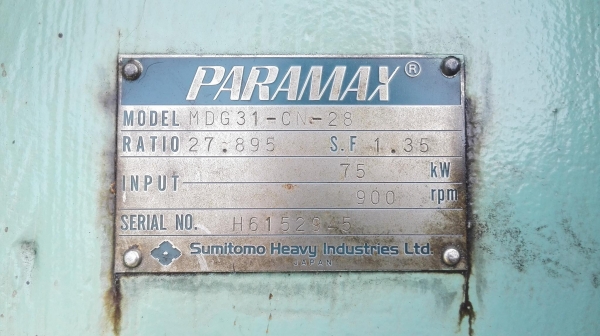 PARAMAX®
MODEL MDG31-CN-28
RATIO 27.895 S.F 1.35
INPUT 75 kW
900 rpm
SERIAL NO. H61529-5
Sumitomo Heavy Industries Ltd.
JAPAN